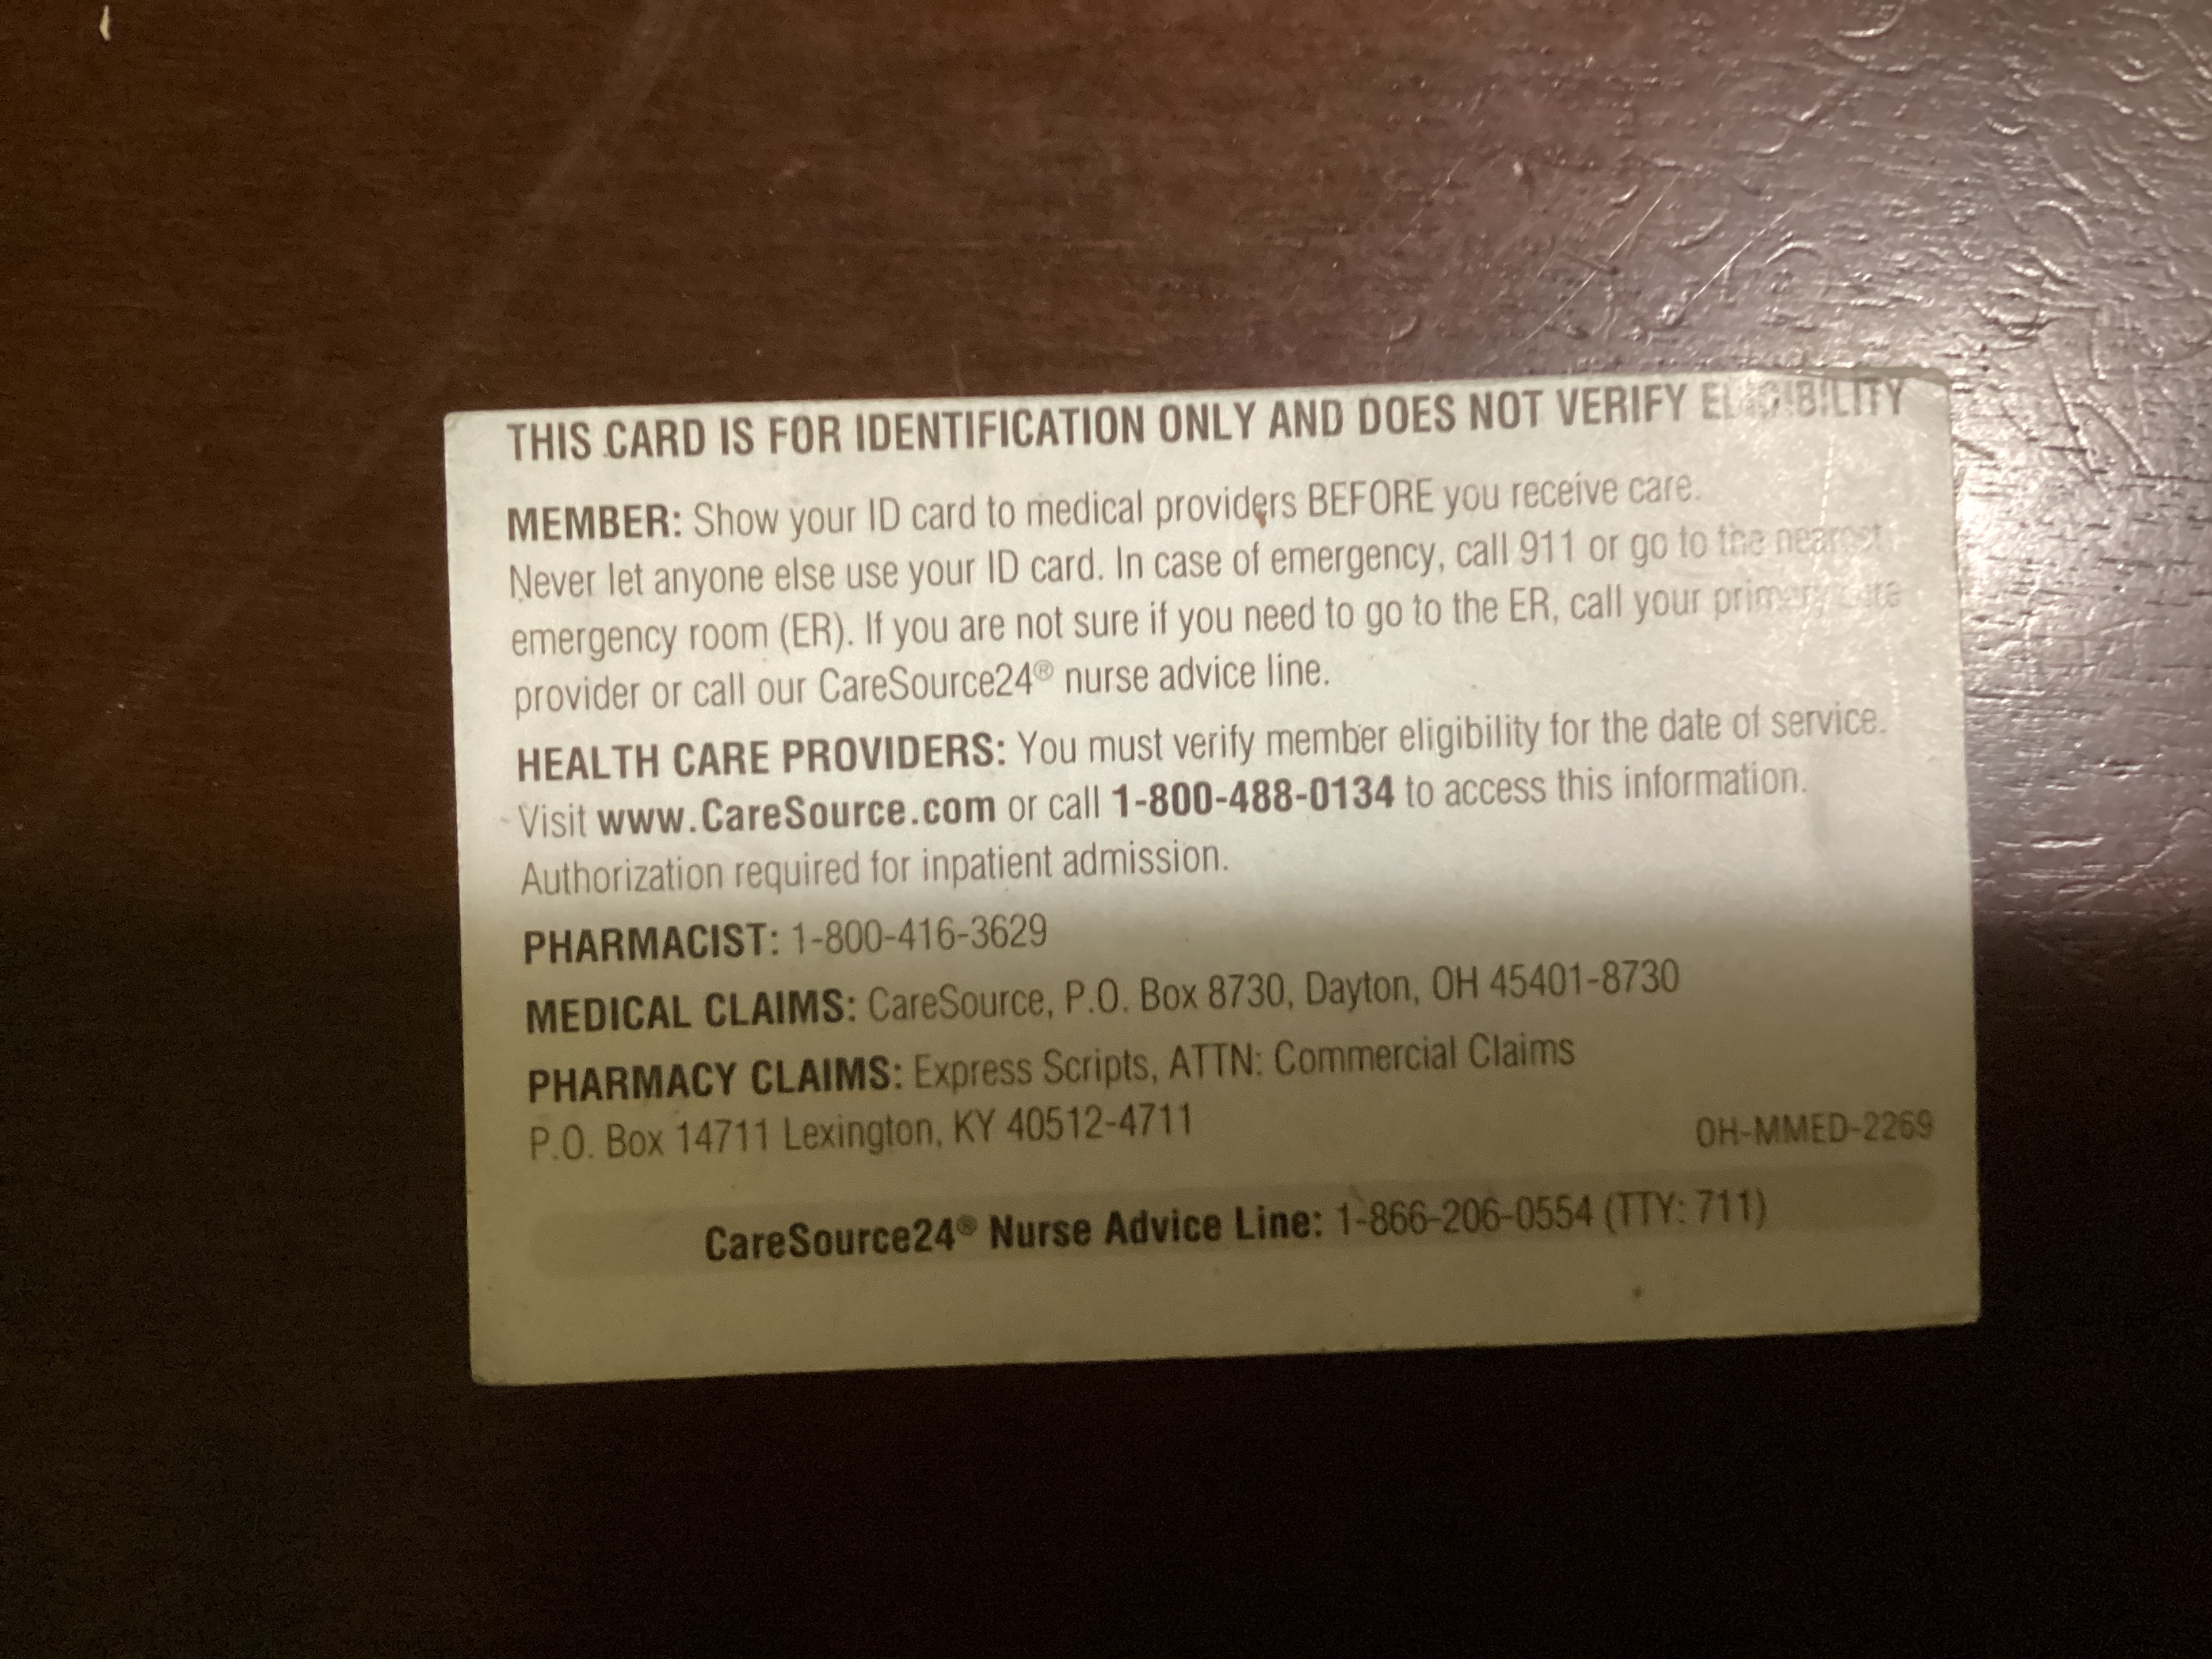 THIS CARD IS FOR IDENTIFICATION ONLY AND DOES NOT VERIFY ELIGIBILITY
MEMBER: Show your ID card to medical providers BEFORE you receive care.
Never let anyone else use your ID card. In case of emergency, call 911 or go to the nearest
emergency room (ER). If you are not sure if you need to go to the ER, call your primary care
provider or call our CareSource24® nurse advice line.
HEALTH CARE PROVIDERS: You must verify member eligibility for the date of service.
Visit www.CareSource.com or call 1-800-488-0134 to access this information.
Authorization required for inpatient admission.
PHARMACIST: 1-800-416-3629
MEDICAL CLAIMS: CareSource, P.O. Box 8730, Dayton, OH 45401-8730
PHARMACY CLAIMS: Express Scripts, ATTN: Commercial Claims
P.O. Box 14711 Lexington, KY 40512-4711
OH-MMED-2269
CareSource24® Nurse Advice Line: 1-866-206-0554 (TTY: 711)